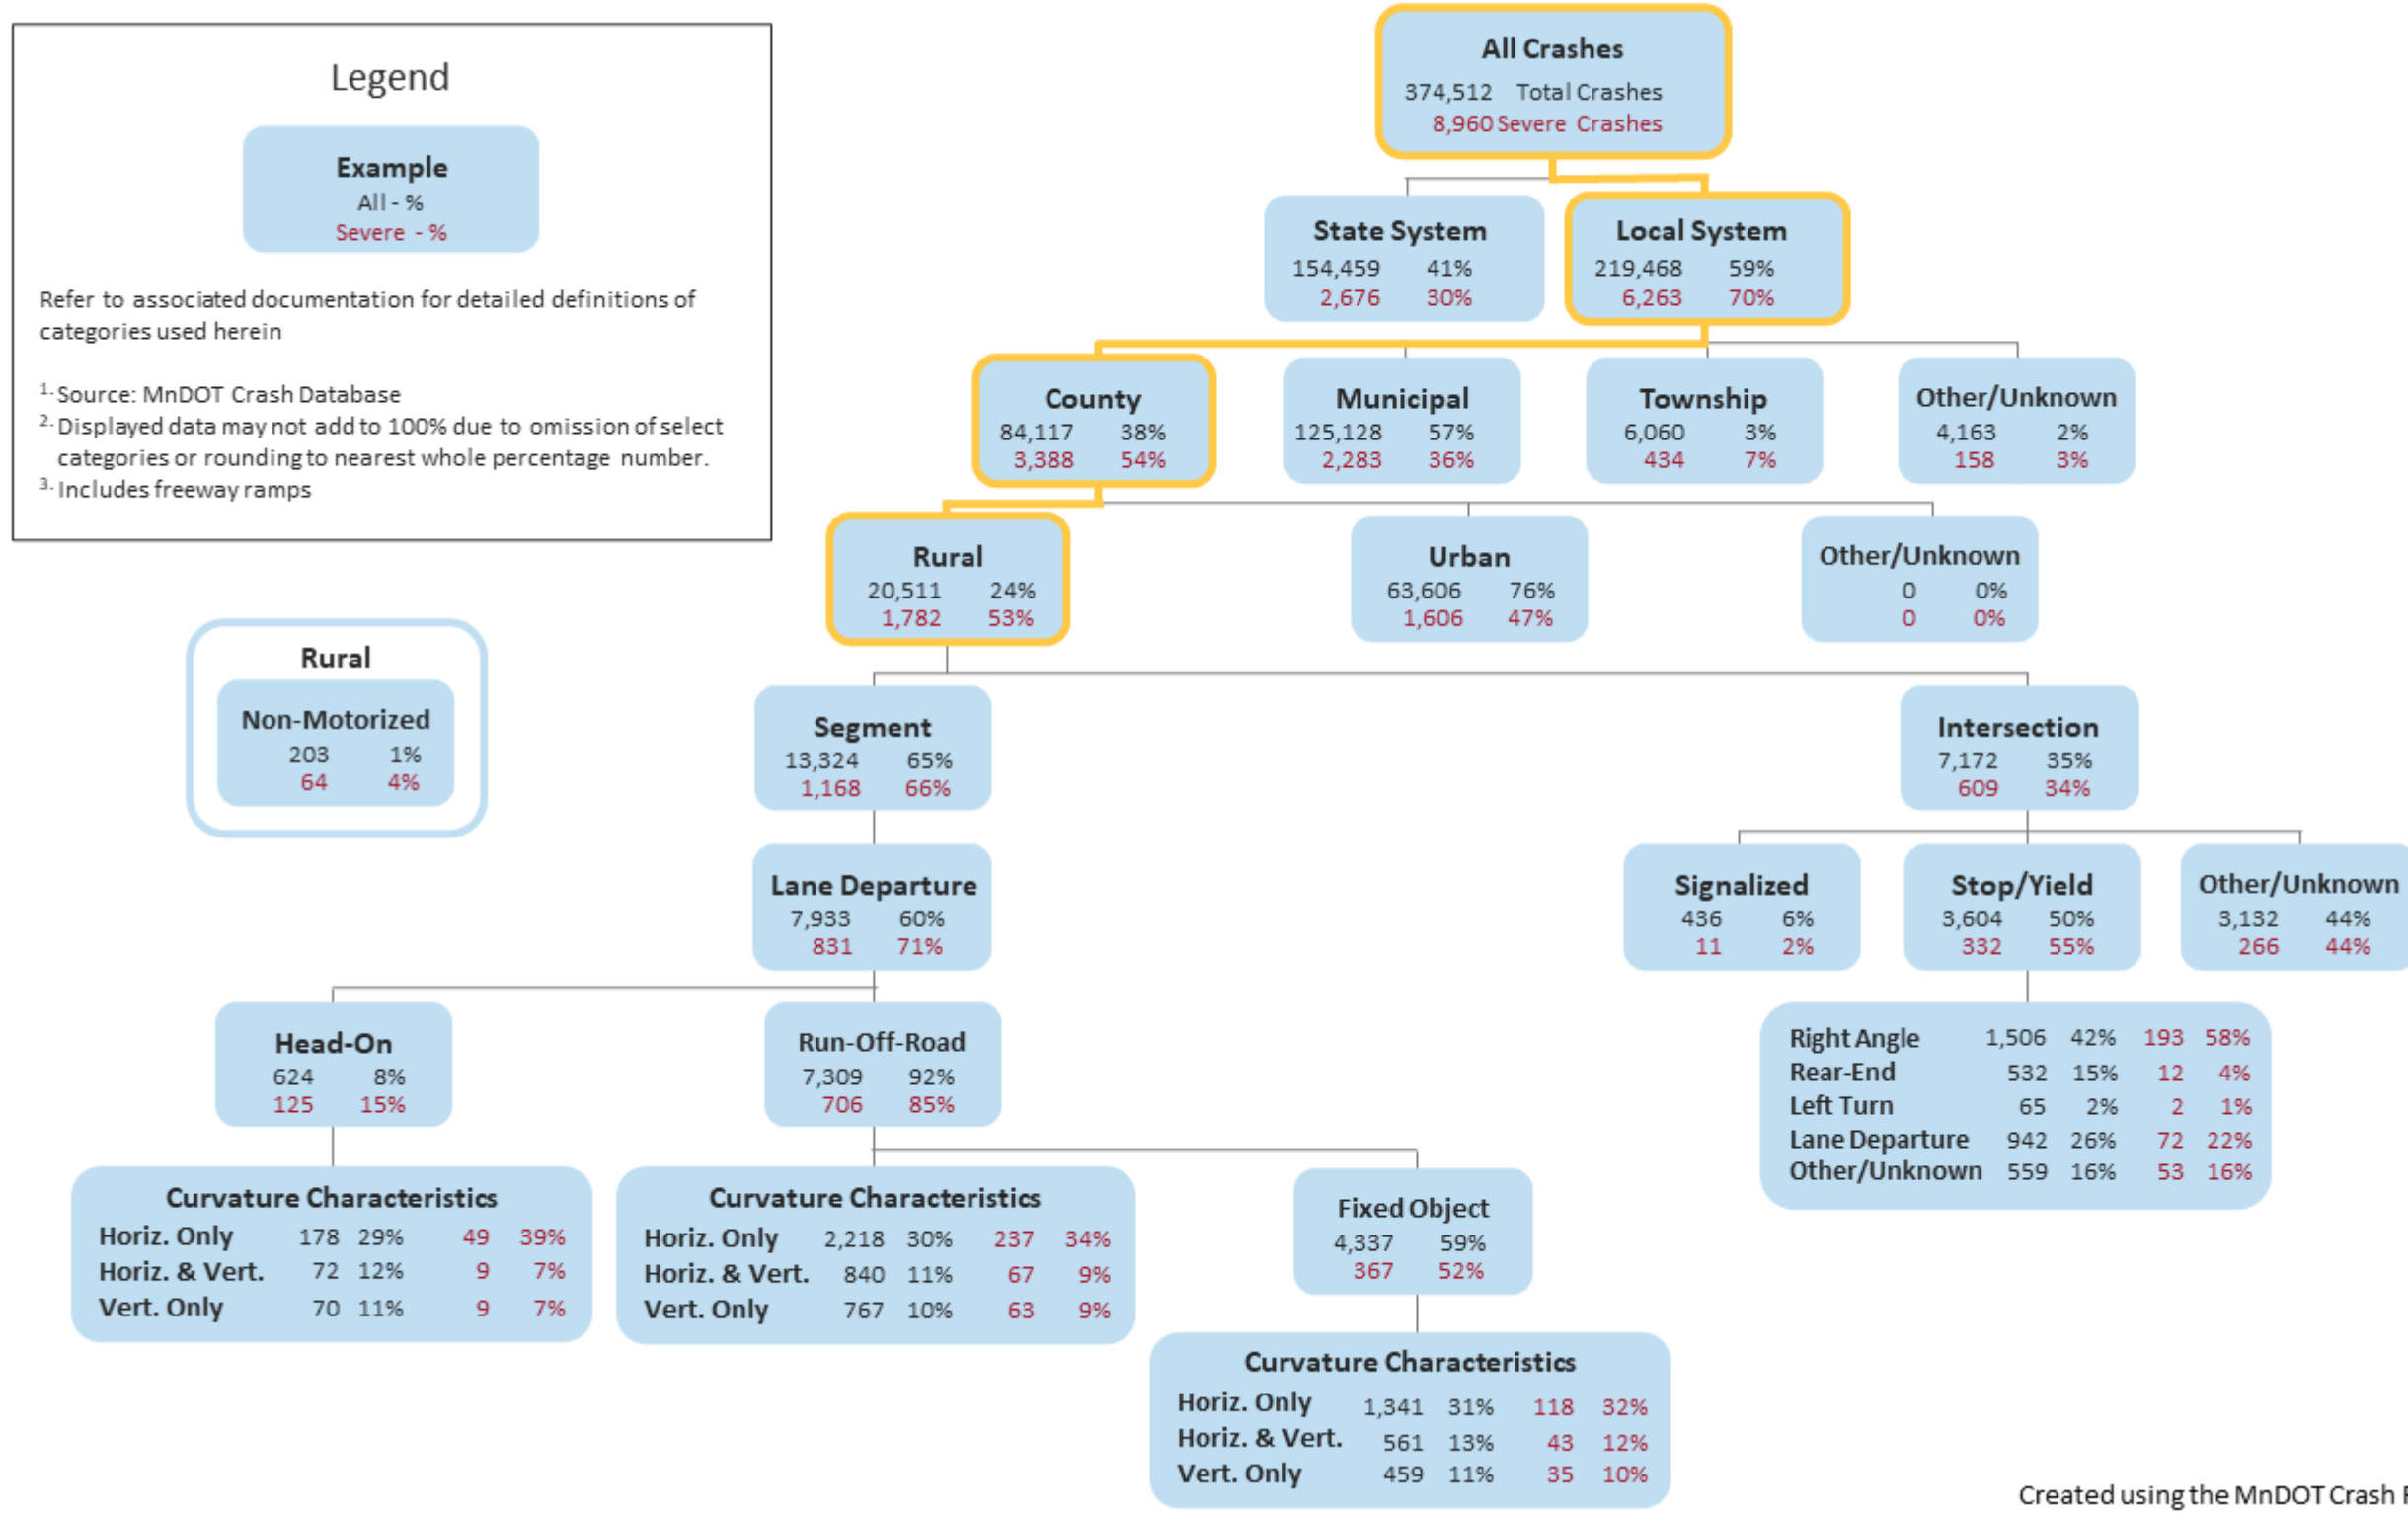 Legend
Example
All - %
Severe - %
Refer to associated documentation for detailed definitions of
categories used herein
1. Source: MnDOT Crash Database
2. Displayed data may not add to 100% due to omission of select
categories or rounding to nearest whole percentage number.
3. Includes freeway ramps
All Crashes
374,512 Total Crashes
8,960 Severe Crashes
State System
154,459 41%
2,676 30%
Local System
219,468 59%
6,263 70%
County
84,117 38%
3,388 54%
Municipal
125,128 57%
2,283 36%
Township
6,060 3%
434 7%
Other/Unknown
4,163 2%
158 3%
Rural
20,511 24%
1,782 53%
Urban
63,606 76%
1,606 47%
Other/Unknown
0 0%
0 0%
Rural
Non-Motorized
203 1%
64 4%
Segment
13,324 65%
1,168 66%
Intersection
7,172 35%
609 34%
Lane Departure
7,933 60%
831 71%
Signalized
436 6%
11 2%
Stop/Yield
3,604 50%
332 55%
Other/Unknown
3,132 44%
266 44%
Head-On
624 8%
125 15%
Run-Off-Road
7,309 92%
706 85%
Right Angle 1,506 42% 193 58%
Rear-End 532 15% 12 4%
Left Turn 65 2% 2 1%
Lane Departure 942 26% 72 22%
Other/Unknown 559 16% 53 16%
Curvature Characteristics
Horiz. Only 178 29% 49 39%
Horiz. & Vert. 72 12% 9 7%
Vert. Only 70 11% 9 7%
Curvature Characteristics
Horiz. Only 2,218 30% 237 34%
Horiz. & Vert. 840 11% 67 9%
Vert. Only 767 10% 63 9%
Fixed Object
4,337 59%
367 52%
Curvature Characteristics
Horiz. Only 1,341 31% 118 32%
Horiz. & Vert. 561 13% 43 12%
Vert. Only 459 11% 35 10%
Created using the MnDOT Crash